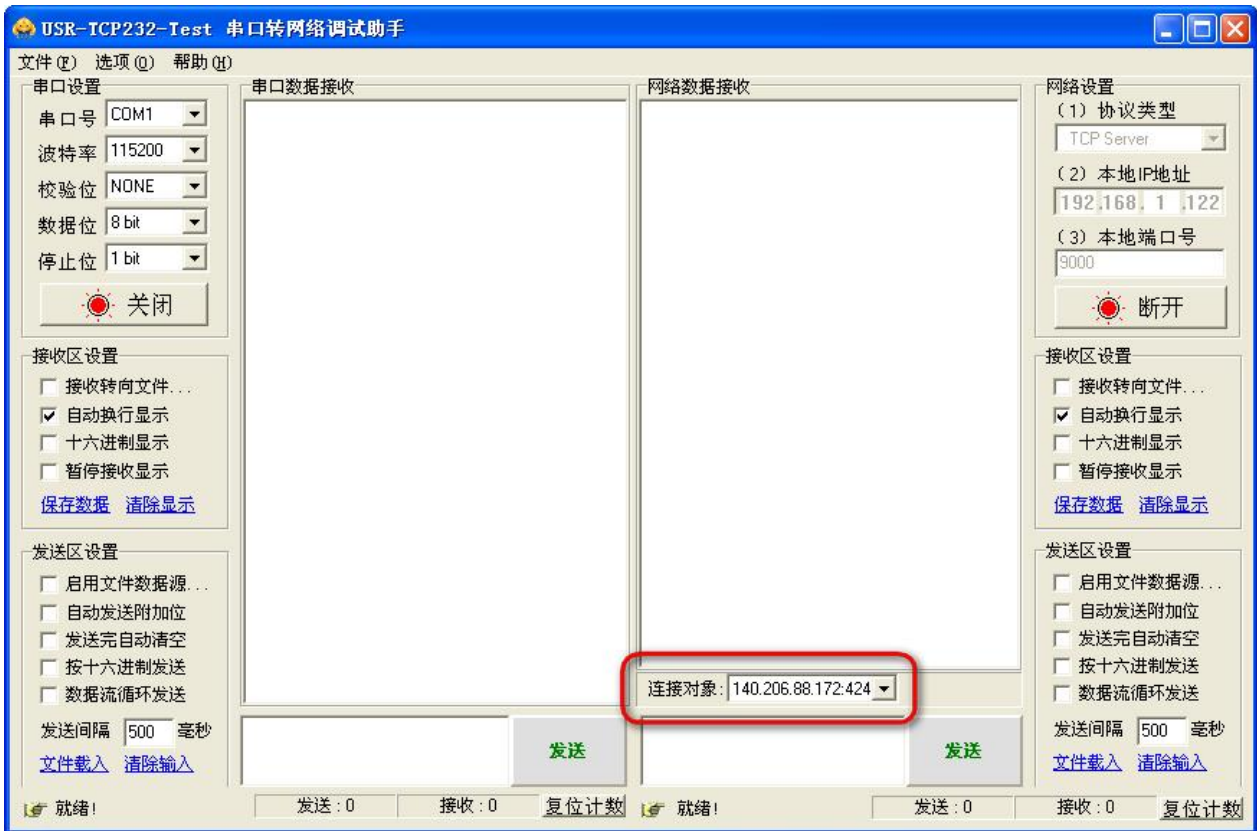 USR-TCP232-Test 串口转网络调试助手
文件(F) 选项(O) 帮助(H)
串口设置
串口号 COM1
波特率 115200
校验位 NONE
数据位 8 bit
停止位 1 bit
关闭
接收区设置
接收转向文件...
自动换行显示
十六进制显示
暂停接收显示
保存数据 清除显示
发送区设置
启用文件数据源...
自动发送附加位
发送完自动清空
按十六进制发送
数据流循环发送
发送间隔 500 毫秒
文件载入 清除输入
串口数据接收
发送
网络数据接收
连接对象: 140.206.88.172:424
发送
网络设置
(1) 协议类型
TCP Server
(2) 本地IP地址
192.168. 1 .122
(3) 本地端口号
9000
断开
接收区设置
接收转向文件...
自动换行显示
十六进制显示
暂停接收显示
保存数据 清除显示
发送区设置
启用文件数据源...
自动发送附加位
发送完自动清空
按十六进制发送
数据流循环发送
发送间隔 500 毫秒
文件载入 清除输入
就绪! 发送:0 接收:0 复位计数 就绪! 发送:0 接收:0 复位计数